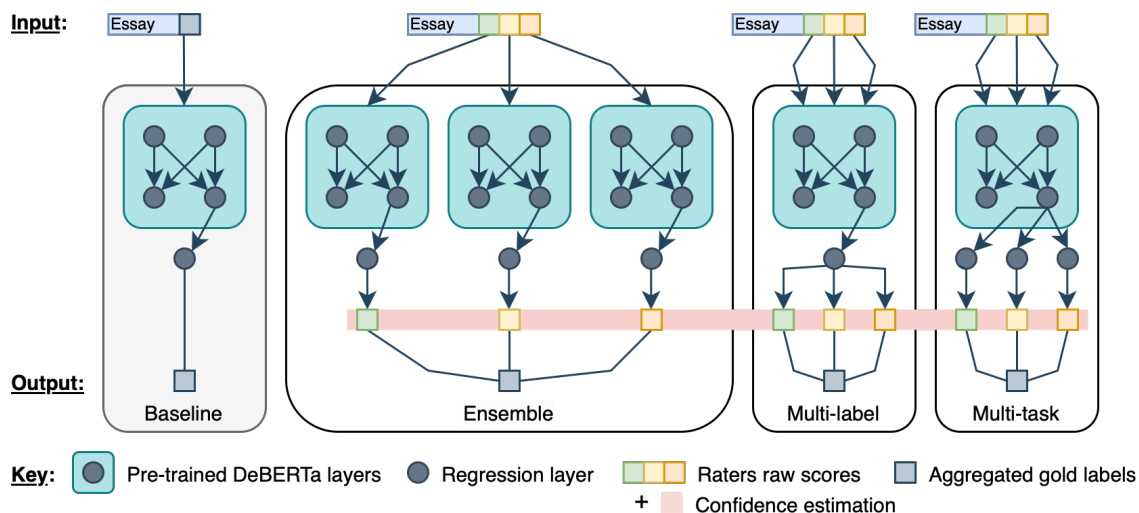 Input: Essay Essay Essay Essay
Output:
Baseline Ensemble Multi-label Multi-task
Key: Pre-trained DeBERTa layers Regression layer Raters raw scores Aggregated gold labels
+ Confidence estimation